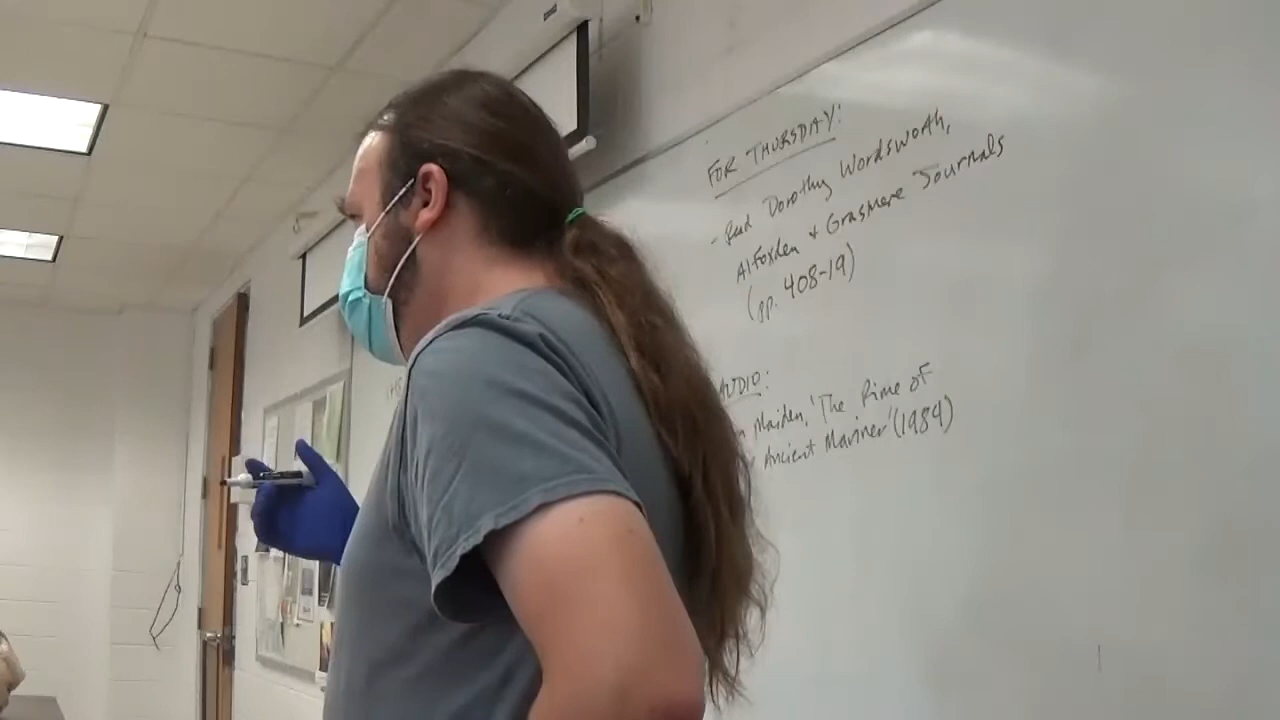 FOR THURSDAY:
- Read Dorothy Wordsworth,
Alfoxden + Grasmere Journals
(pp. 408-19)
AUDIO:
n Maiden, 'The Rime of
Ancient Mariner' (1984)